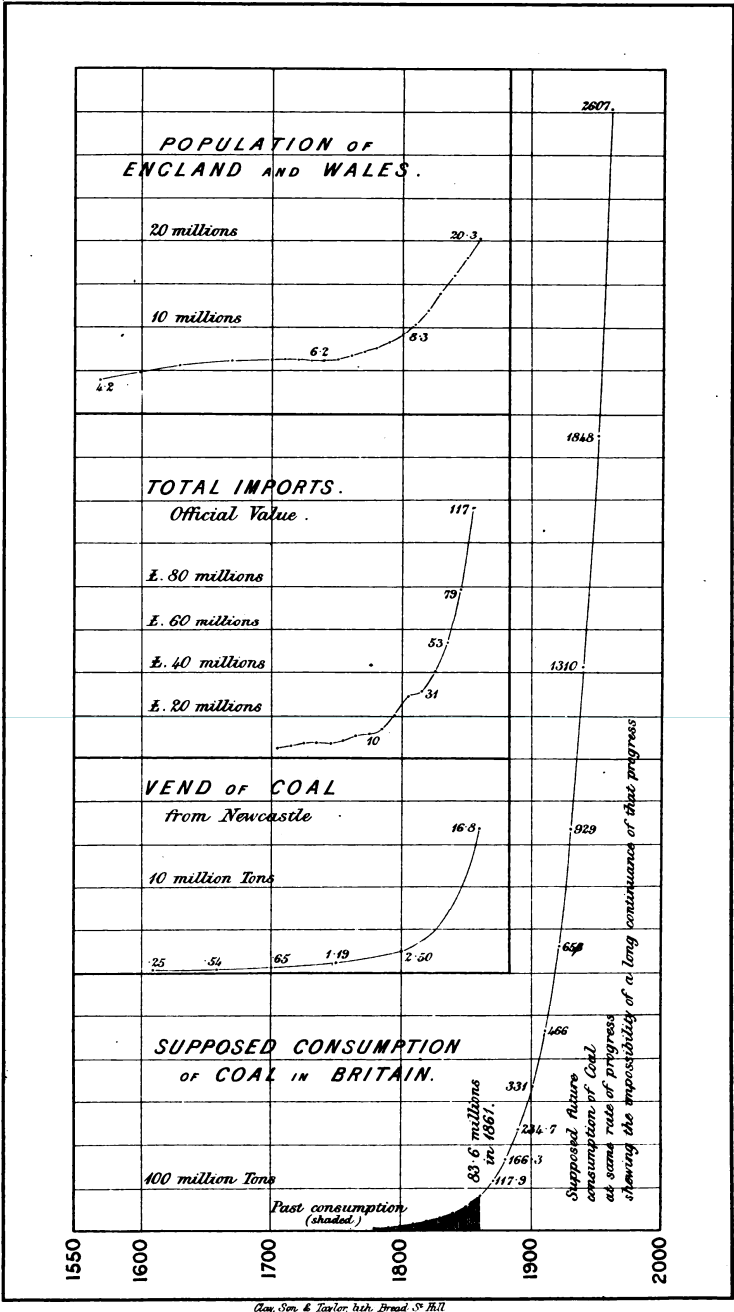 2607
POPULATION OF
ENGLAND AND WALES.
20 millions
20·3
10 millions
8·3
6·2
4·2
1848
TOTAL IMPORTS.
Official Value.
117
£.80 millions
79
£.60 millions
53
£.40 millions
1310
31
£.20 millions
10
VEND OF COAL
from Newcastle
16·8
929
10 million Tons
·25
·54
·65
1·19
2·50
466
SUPPOSED CONSUMPTION
OF COAL IN BRITAIN.
331
234·7
166·3
117·9
83·6 millions
in 1861.
100 million Tons
Past consumption
(shaded)
Supposed future
consumption of Coal
at same rate of progress
shewing the impossibility of a long continuance of that progress
1550
1600
1700
1800
1900
2000
Clay, Son & Taylor, lith. Bread St. Hill